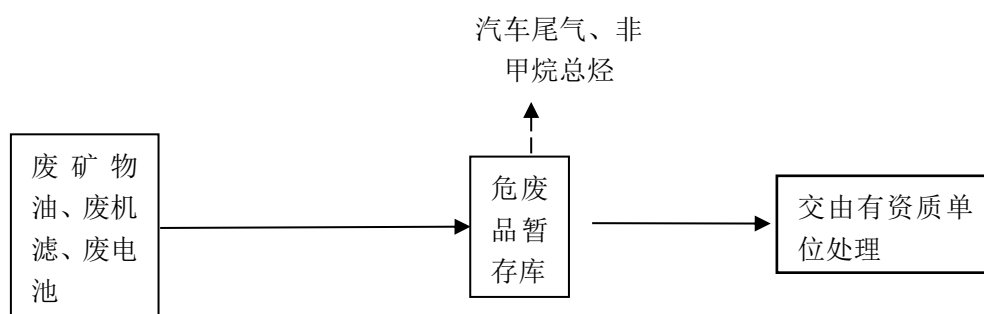 汽车尾气、非
甲烷总烃
废矿物
油、废机
滤、废电
池
危废
品暂
存库
交由有资质单
位处理